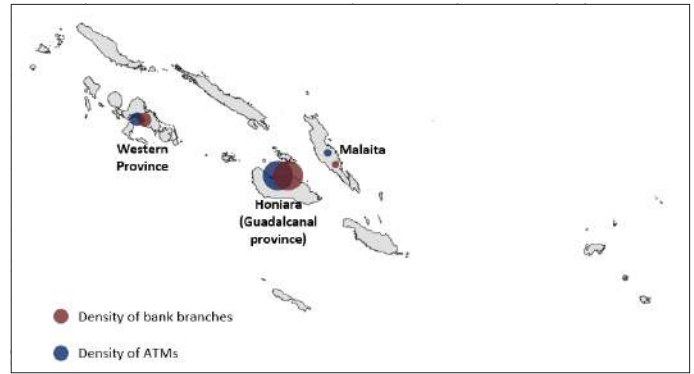 Western
Province
Malaita
Honiara
(Guadalcanal
province)
Density of bank branches
Density of ATMs